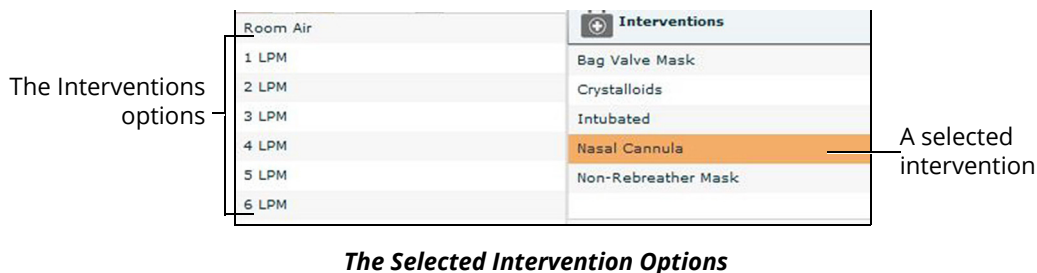 The Interventions
options
Room Air
1 LPM
2 LPM
3 LPM
4 LPM
5 LPM
6 LPM
Interventions
Bag Valve Mask
Crystalloids
Intubated
Nasal Cannula
Non-Rebreather Mask
A selected
intervention
The Selected Intervention Options